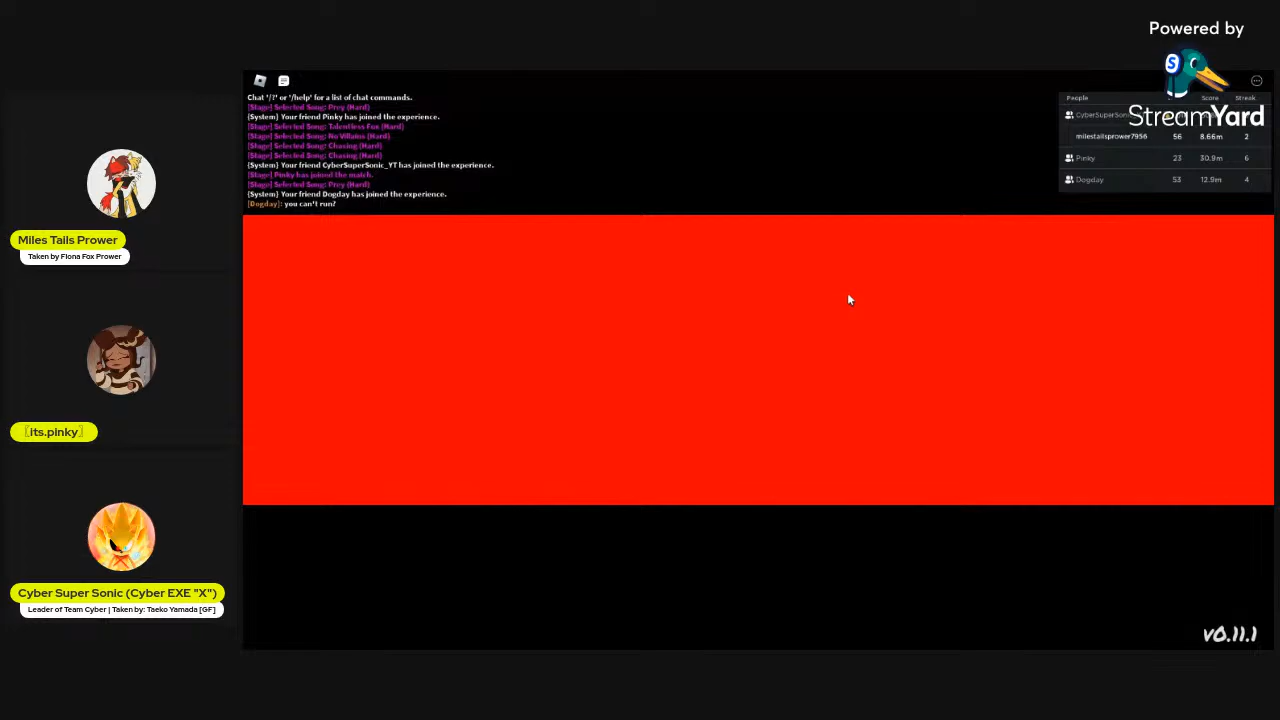 Powered by
StreamYard
Chat '/?' or '/help' for a list of chat commands.
[Stage] Selected Song: Prey (Hard)
{System} Your friend Pinky has joined the experience.
[Stage] Selected Song: Talentless Fox (Hard)
[Stage] Selected Song: No Villains (Hard)
[Stage] Selected Song: Chasing (Hard)
[Stage] Selected Song: Chasing (Hard)
{System} Your friend CyberSuperSonic_YT has joined the experience.
[Stage] Pinky has joined the match.
[Stage] Selected Song: Prey (Hard)
{System} Your friend Dogday has joined the experience.
[Dogday]: you can't run?
People Score Streak
CyberSuperSonic
milestailsprower7956 56 8.66m 2
Pinky 23 30.9m 6
Dogday 53 12.9m 4
Miles Tails Prower
Taken by Fiona Fox Prower
〖its.pinky〗
Cyber Super Sonic (Cyber EXE "X")
Leader of Team Cyber | Taken by: Taeko Yamada [GF]
v0.11.1